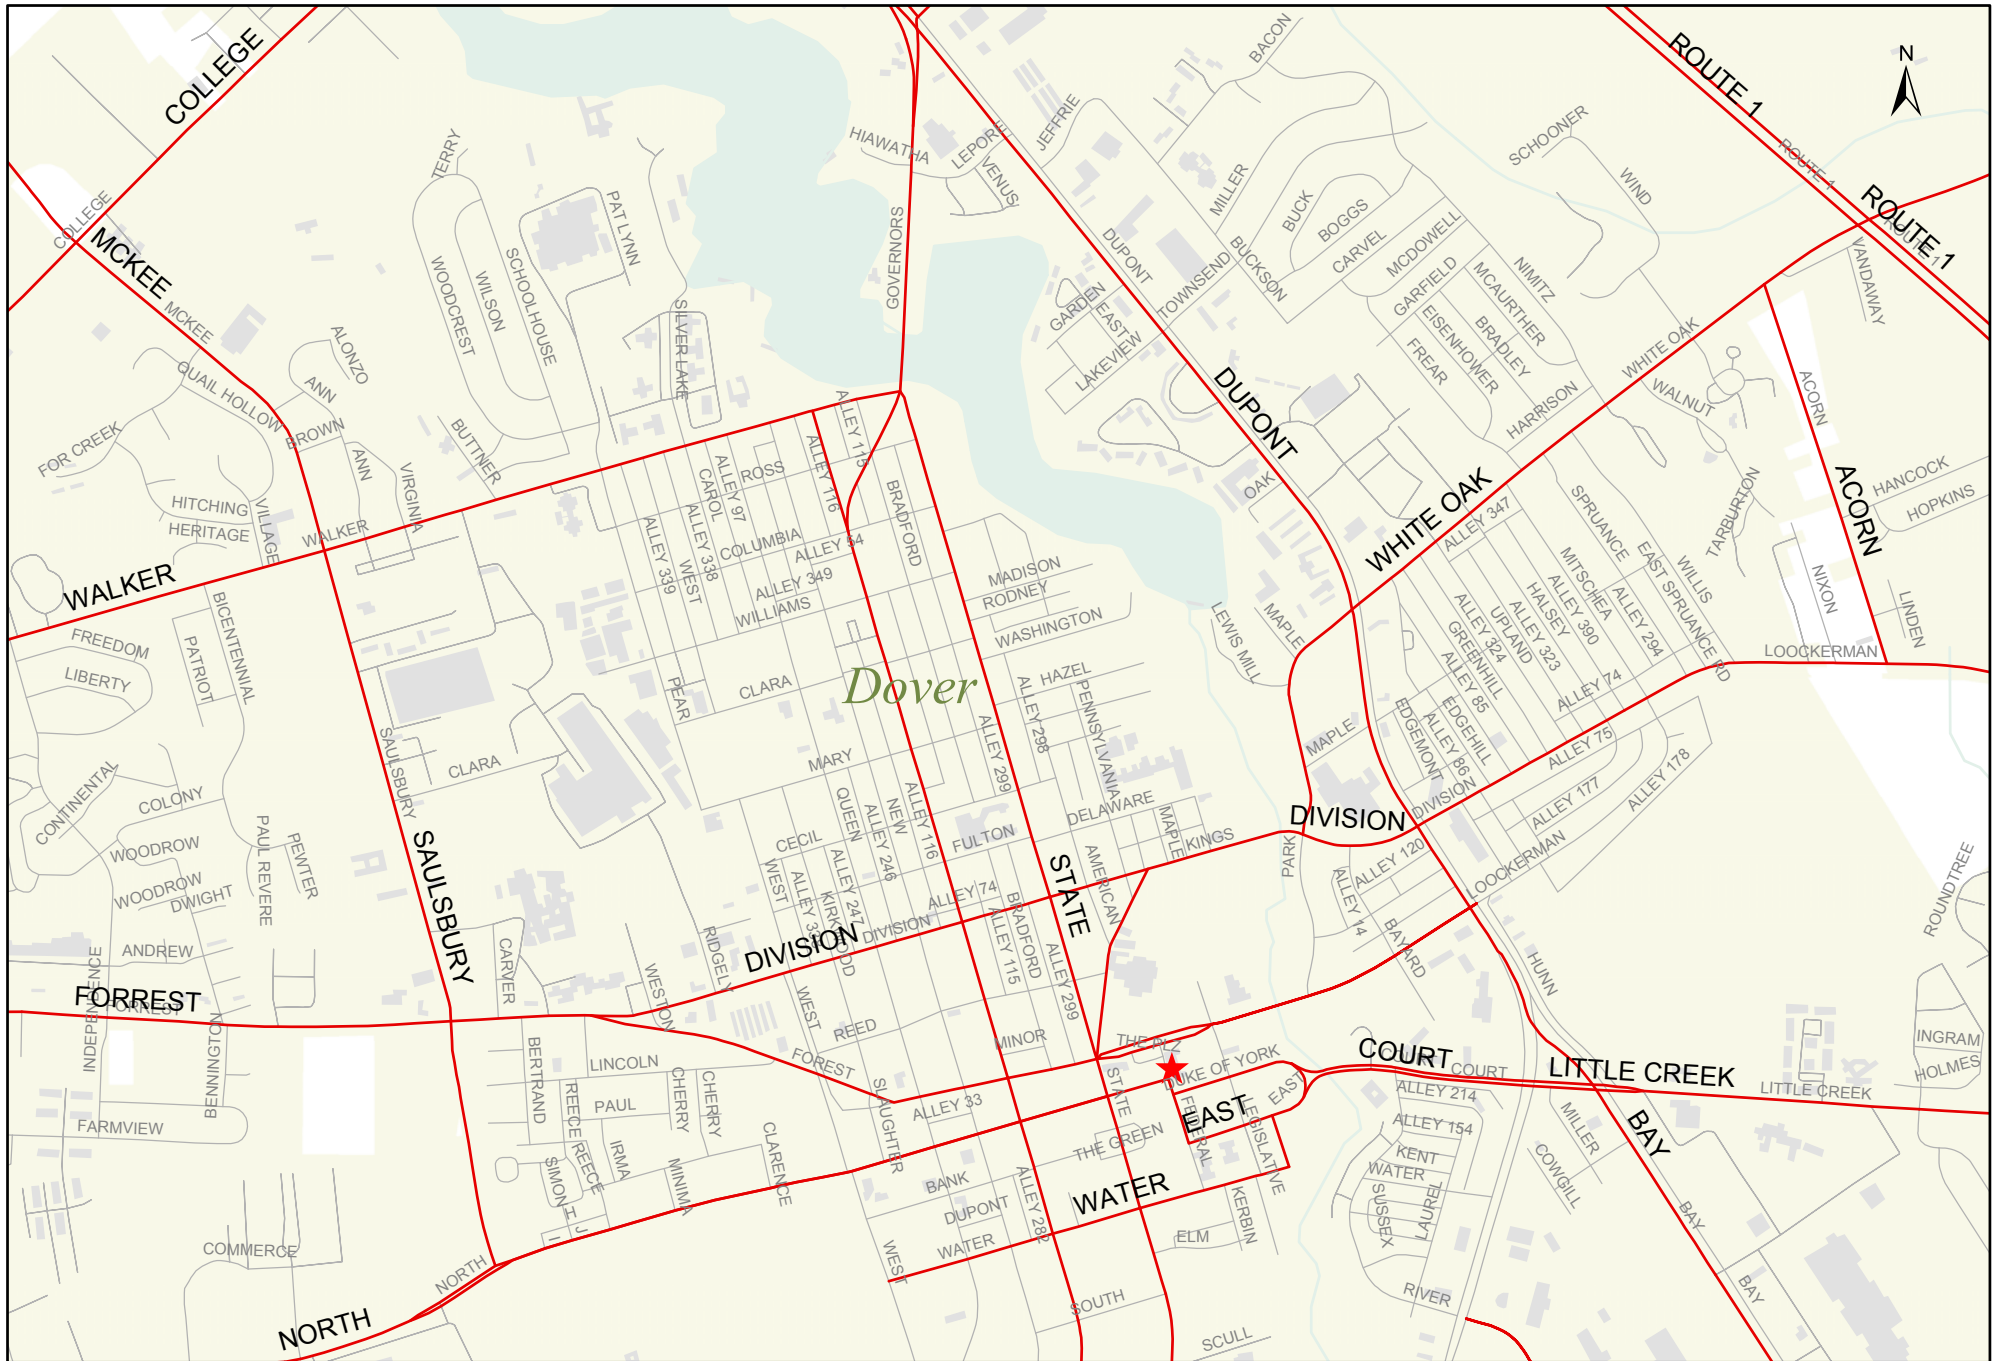 COLLEGE
ROUTE 1
N
BACON
JEFFRIE
SCHOONER
TERRY
HIAWATHA
LEPORE
VENUS
ROUTE 1
WIND
COLLEGE
PAT LYNN
MILLER
BUCK
BOGGS
CARVEL
MCDOWELL
ROUTE 1
ROUTE 1
MCKEE
MCKEE
WOODCREST
WILSON
SCHOOLHOUSE
GOVERNORS
DUPONT
TOWNSEND
BUCKSON
GARFIELD
MCAURTHER
NIMITZ
VANDAWAY
GARDEN
EAST
LAKEVIEW
EISENHOWER
BRADLEY
FREAR
WHITE OAK
ALONZO
SILVER LAKE
QUAIL HOLLOW
ANN
DUPONT
HARRISON
WALNUT
ACORN
FOR CREEK
BROWN
ANN
BUTTNER
ALLEY 115
ALLEY 116
ROSS
ALLEY 97
CAROL
VIRGINIA
BRADFORD
OAK
WHITE OAK
ALLEY 347
SPRUANCE
TARBURTON
ACORN
HANCOCK
HOPKINS
HITCHING
HERITAGE
VILLAGE
WALKER
WALKER
ALLEY 339
WEST
ALLEY 338
COLUMBIA
ALLEY 54
ALLEY 349
WILLIAMS
MADISON
RODNEY
WASHINGTON
LEWIS MILL
MAPLE
MITSCHEA
ALLEY 390
HALSEY
ALLEY 323
UPLAND
ALLEY 324
GREENHILL
ALLEY 85
ALLEY 294
EAST SPRUANCE RD
WILLIS
NIXON
LINDEN
LOOCKERMAN
BICENTENNIAL
PATRIOT
FREEDOM
LIBERTY
Dover
PEAR
CLARA
HAZEL
ALLEY 298
PENNSYLVANIA
ALLEY 299
MAPLE
EDGEMONT
ALLEY 86
EDGEHILL
ALLEY 74
ALLEY 75
ALLEY 177
ALLEY 178
SAULSBURY
CLARA
MARY
CONTINENTAL
COLONY
WOODROW
WOODROW
DWIGHT
PAUL REVERE
PEWTER
ANDREW
SAULSBURY
CECIL
QUEEN
ALLEY 246
NEW
ALLEY 116
FULTON
DELAWARE
MAPLE
KINGS
DIVISION
DIVISION
PARK
ALLEY 120
ALLEY 14
LOOCKERMAN
BAYARD
ROUNDTREE
WEST
ALLEY 338
ALLEY 247
KIRKWOOD
ALLEY 74
BRADFORD
ALLEY 115
ALLEY 299
STATE
AMERICAN
DIVISION
DIVISION
RIDGELY
WESTON
CARVER
INDEPENDENCE
FORREST
FORREST
BENNINGTON
FARMVIEW
BERTRAND
LINCOLN
WEST
REED
MINOR
FOREST
THE PLZ
DUKE OF YORK
STATE
HUNN
COURT
COURT
COURT
LITTLE CREEK
LITTLE CREEK
INGRAM
HOLMES
REECE
REECE
PAUL
CHERRY
CHERRY
SLAUGHTER
ALLEY 33
FEDERAL
EAST
EAST
LEGISLATIVE
ALLEY 214
ALLEY 154
BAY
MILLER
COWGILL
SIMON
IRMA
MINIMA
CLARENCE
THE GREEN
KENT
WATER
SUSSEX
LAUREL
H
I
J
BANK
DUPONT
ALLEY 282
WATER
WATER
WEST
KERBIN
ELM
BAY
BAY
COMMERCE
NORTH
NORTH
SOUTH
SCULL
RIVER